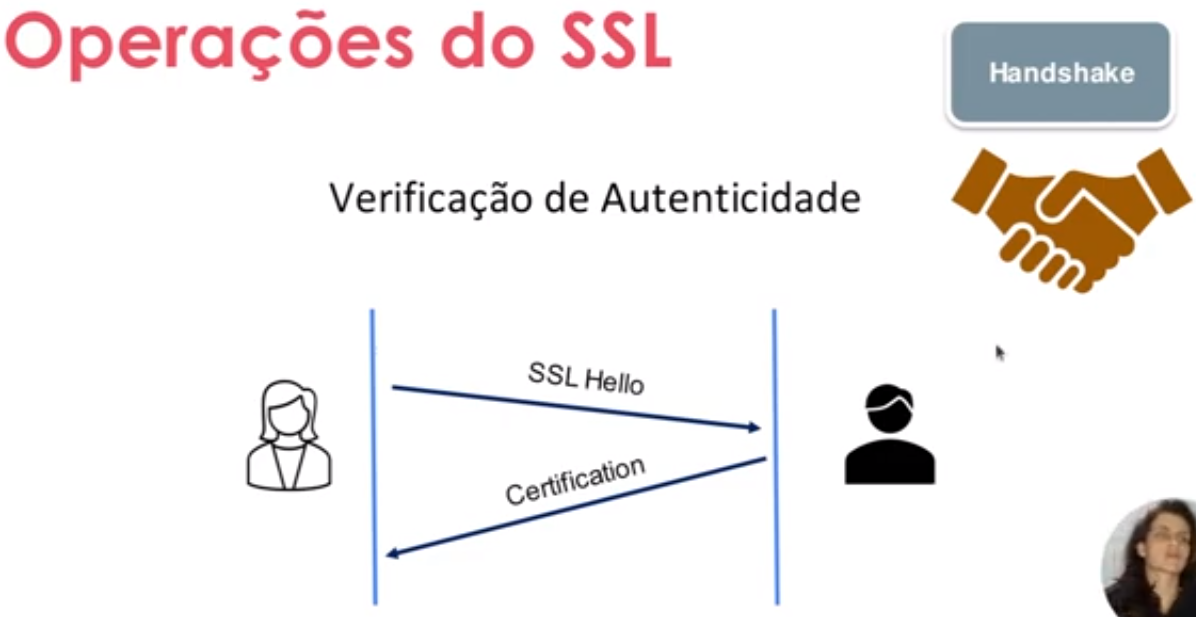 Operações do SSL
Handshake
Verificação de Autenticidade
SSL Hello
Certification